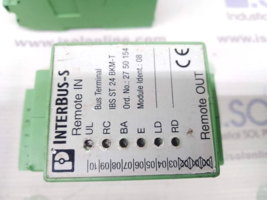 INTERBUS-S
Remote IN
Bus Terminal
IBS ST 24 BKM-T
Ord. No.: 27 50 154
Module Ident.: 08
CE
UL
RC
BA
E
LD
RD
10
09
08
07
06
05
04
03
Remote OUT